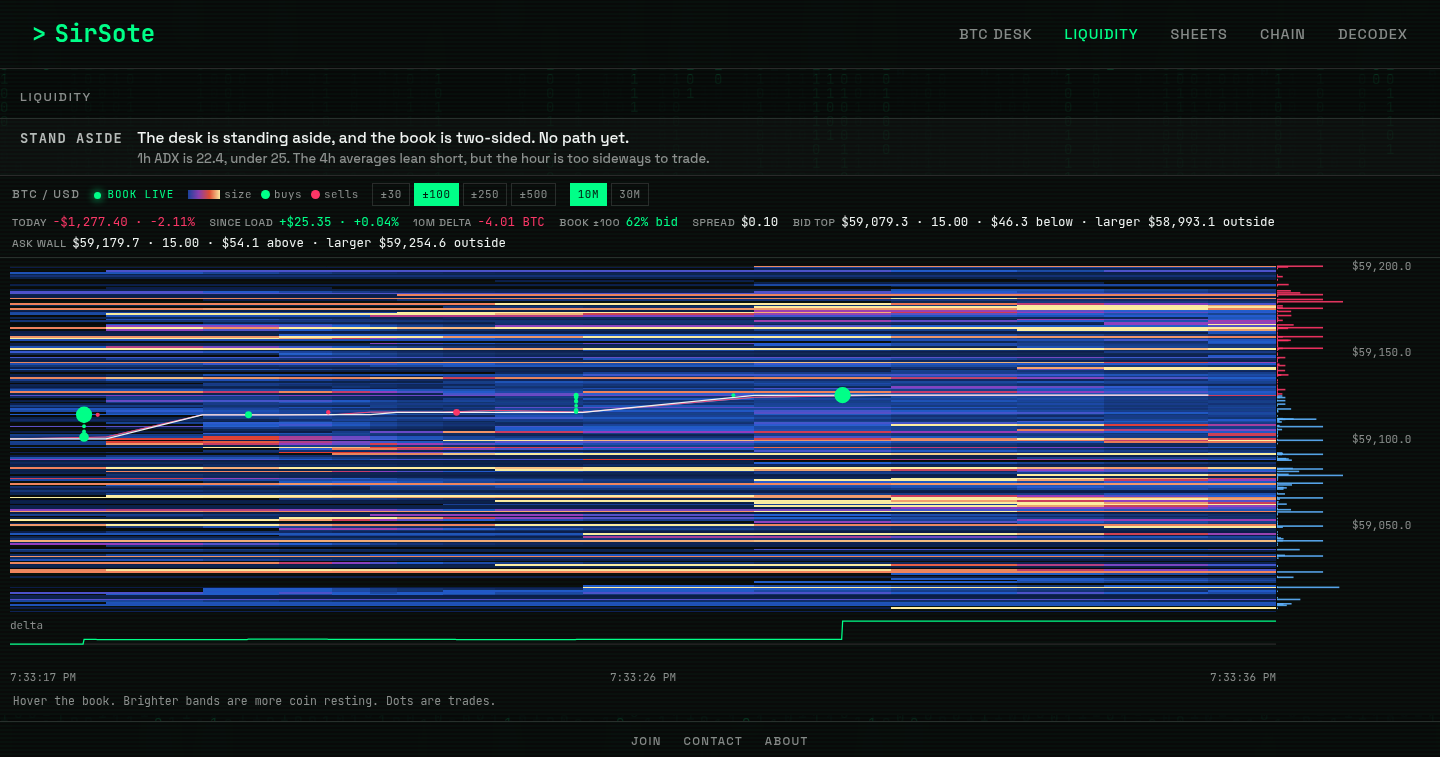 > SirSote
BTC DESK LIQUIDITY SHEETS CHAIN DECODEX
LIQUIDITY
STAND ASIDE The desk is standing aside, and the book is two-sided. No path yet.
1h ADX is 22.4, under 25. The 4h averages lean short, but the hour is too sideways to trade.
BTC / USD BOOK LIVE size buys sells ±30 ±100 ±250 ±500 10M 30M
TODAY -$1,277.40 · -2.11% SINCE LOAD +$25.35 · +0.04% 10M DELTA -4.01 BTC BOOK ±100 62% bid SPREAD $0.10 BID TOP $59,079.3 · 15.00 · $46.3 below · larger $58,993.1 outside
ASK WALL $59,179.7 · 15.00 · $54.1 above · larger $59,254.6 outside
$59,200.0
$59,150.0
$59,100.0
$59,050.0
delta
7:33:17 PM 7:33:26 PM 7:33:36 PM
Hover the book. Brighter bands are more coin resting. Dots are trades.
JOIN CONTACT ABOUT